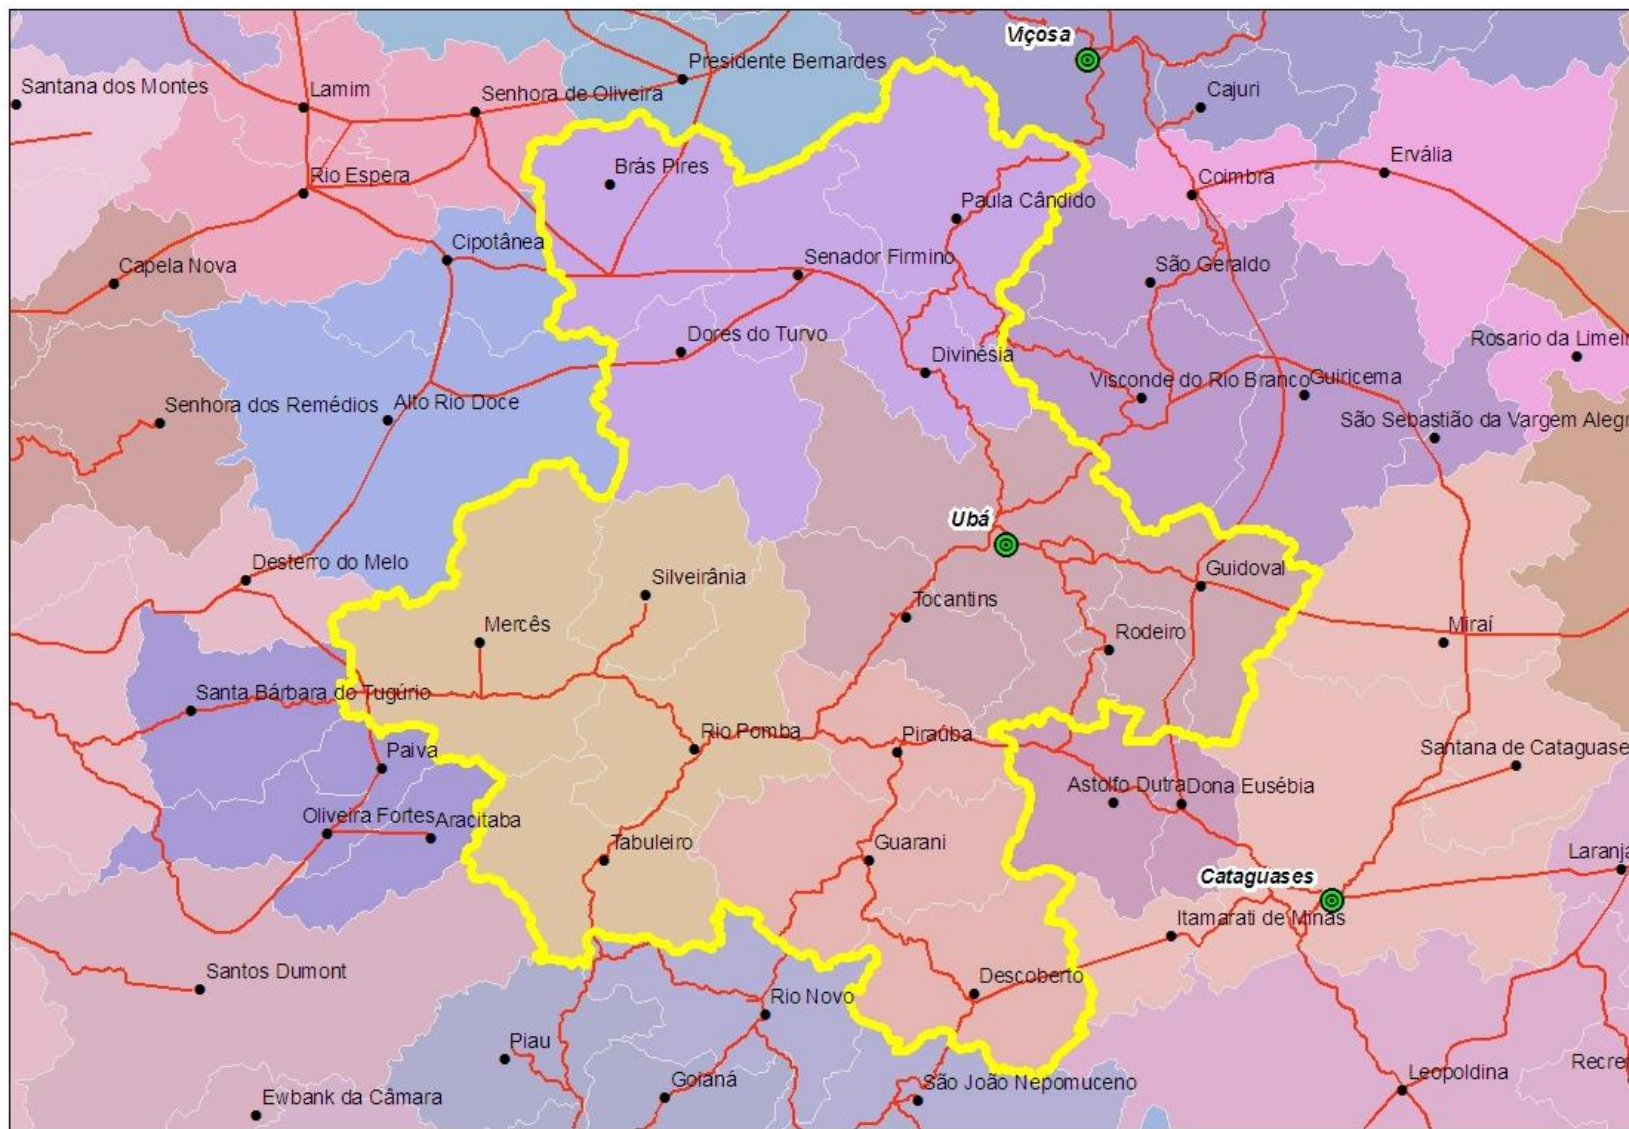 Viçosa
Presidente Bernardes
Santana dos Montes
Lamim
Senhora de Oliveira
Cajuri
Ervália
Brás Pires
Rio Espera
Coimbra
Paula Cândido
Cipotânea
Senador Firmino
Capela Nova
São Geraldo
Dores do Turvo
Divinésia
Rosario da Limeir
Visconde do Rio Branco
Guiricema
Senhora dos Remédios
Alto Rio Doce
São Sebastião da Vargem Alegr
Ubá
Desterro do Melo
Silveirânia
Guidoval
Tocantins
Mercês
Rodeiro
Miraí
Santa Bárbara do Tugúrio
Rio Pomba
Piraúba
Paiva
Santana de Cataguase
Astolfo Dutra
Dona Eusébia
Oliveira Fortes
Aracitaba
Tabuleiro
Guarani
Laranja
Cataguases
Itamarati de Minas
Santos Dumont
Descoberto
Rio Novo
Piau
Recre
Goianá
São João Nepomuceno
Leopoldina
Ewbank da Câmara